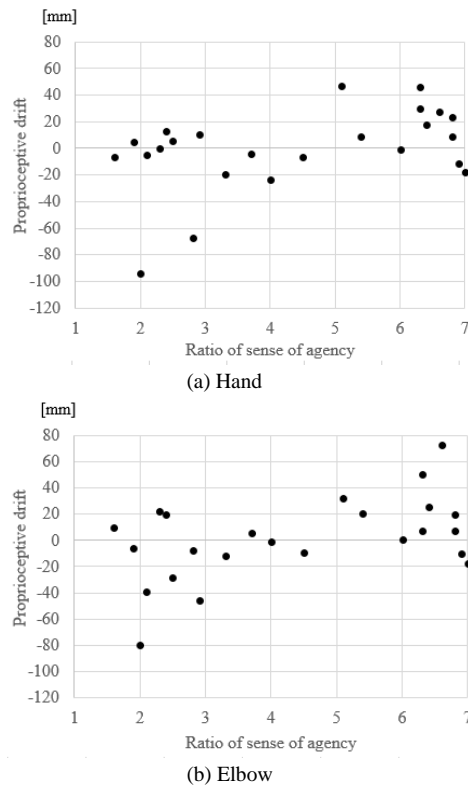 [mm]
80
60
40
20
0
-20
-40
-60
-80
-100
-120
Proprioceptive drift
1 2 3 4 5 6 7
Ratio of sense of agency
(a) Hand
[mm]
80
60
40
20
0
-20
-40
-60
-80
-100
-120
Proprioceptive drift
1 2 3 4 5 6 7
Ratio of sense of agency
(b) Elbow